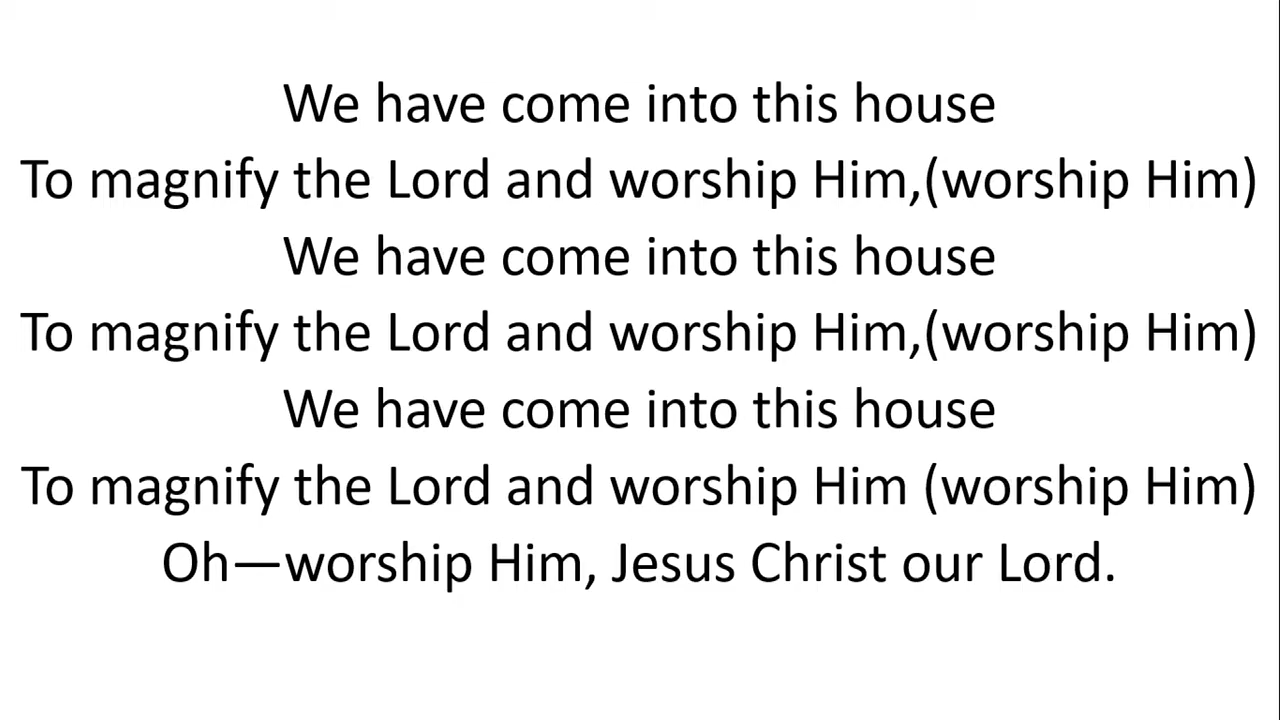 We have come into this house
To magnify the Lord and worship Him,(worship Him)
We have come into this house
To magnify the Lord and worship Him,(worship Him)
We have come into this house
To magnify the Lord and worship Him (worship Him)
Oh—worship Him, Jesus Christ our Lord.